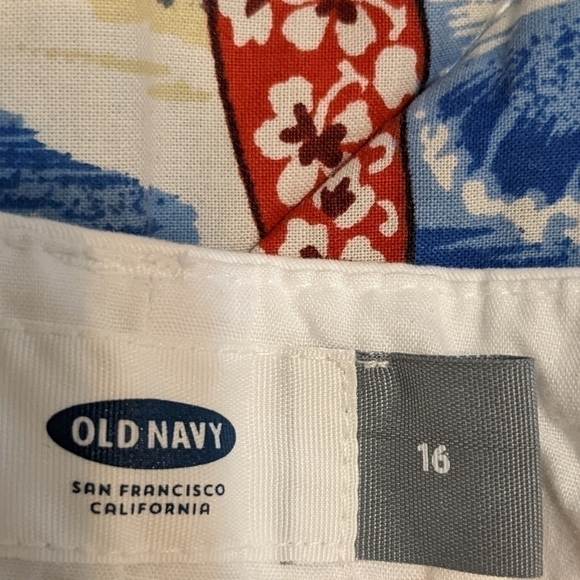 OLD NAVY
SAN FRANCISCO
CALIFORNIA
16